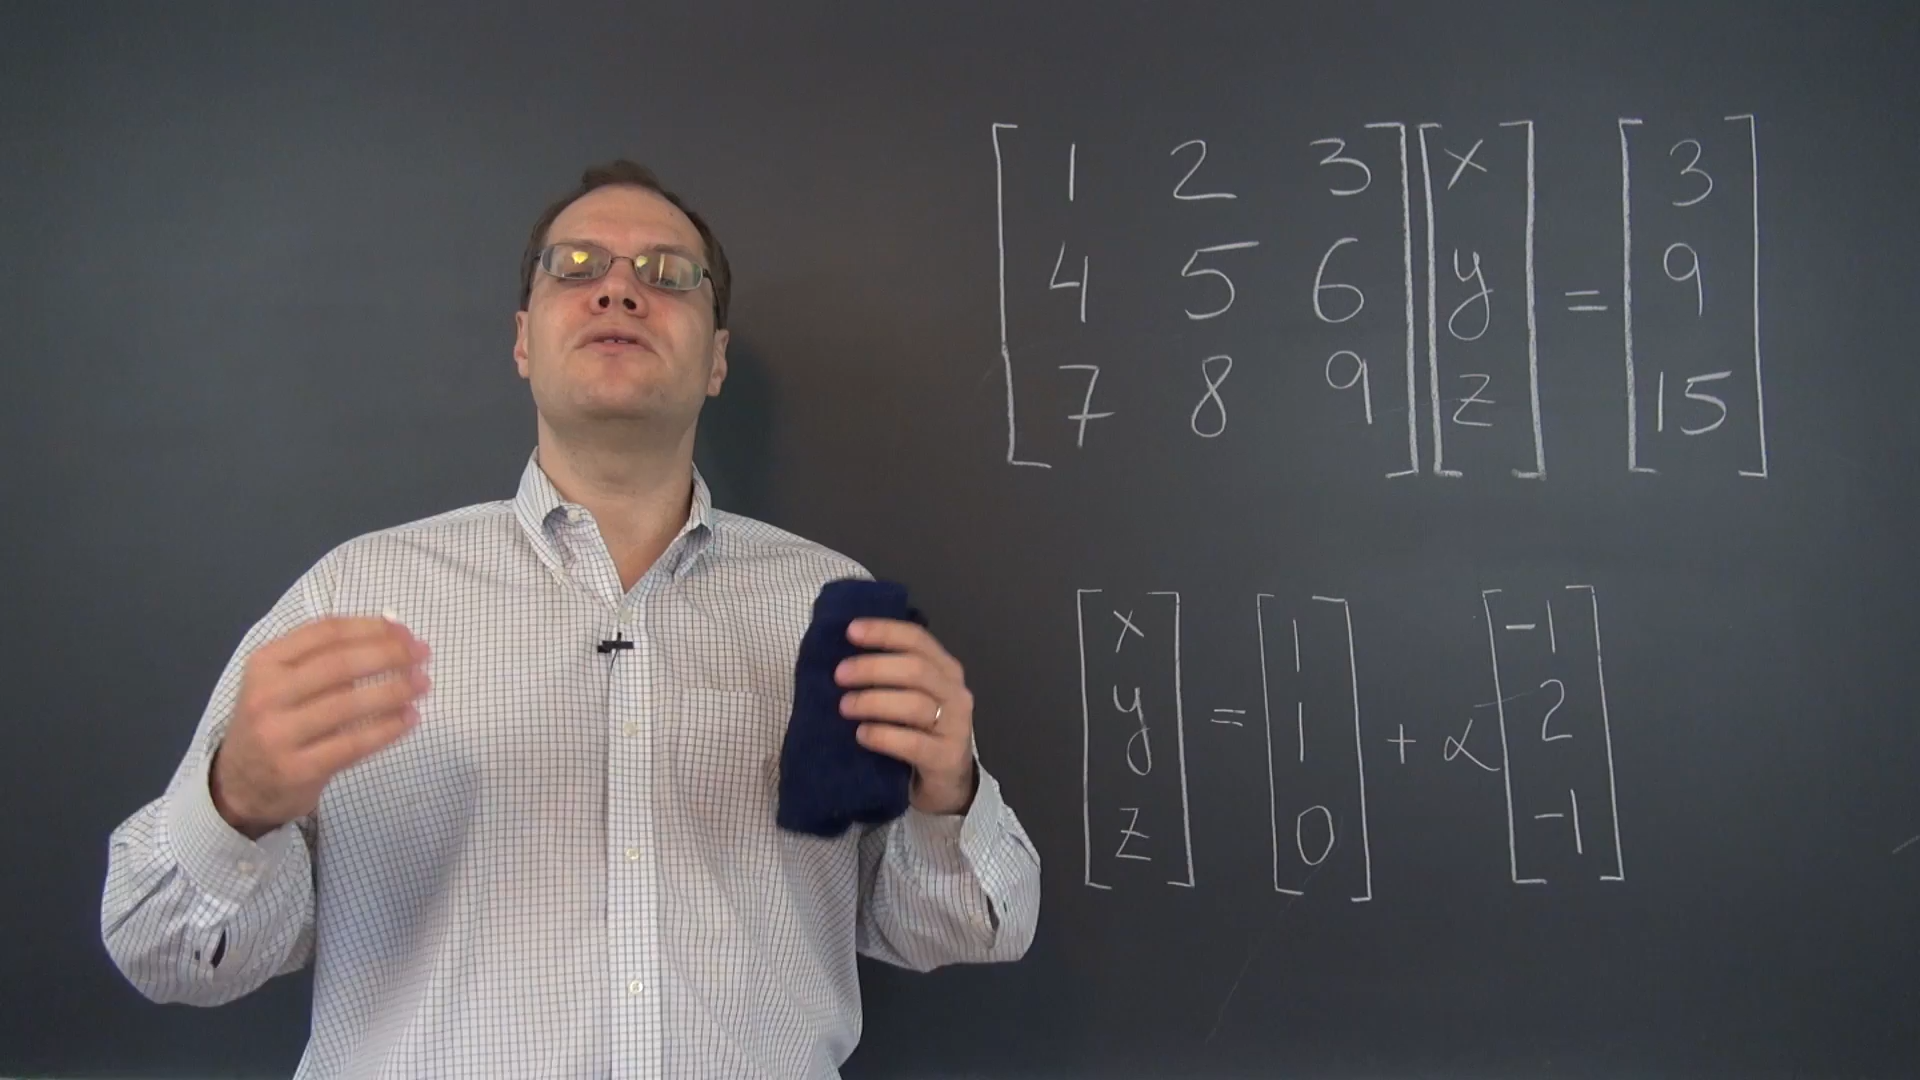 1 2 3 x 3
4 5 6 y = 9
7 8 9 z 15
x 1 -1
y = 1 + α 2
z 0 -1